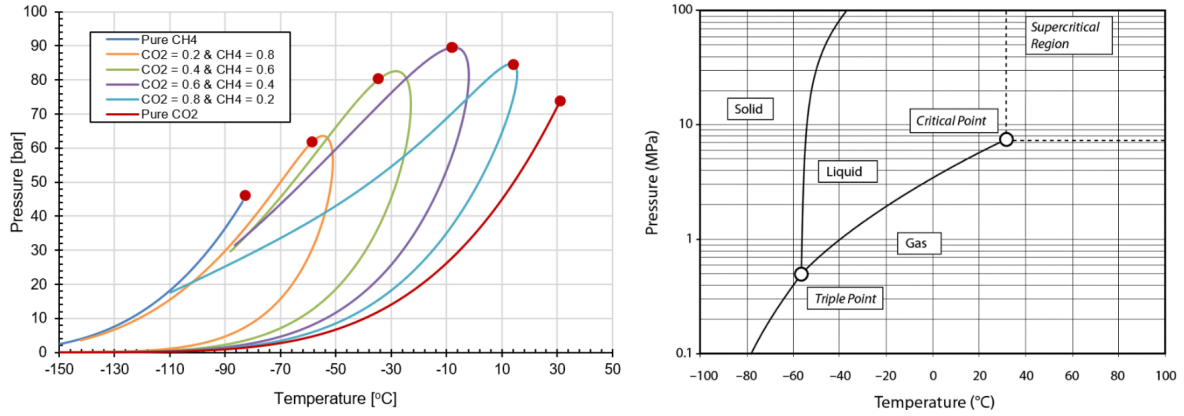 100
90
80
70
60
50
40
30
20
10
0
Pressure [bar]
Pure CH4
CO2 = 0.2 & CH4 = 0.8
CO2 = 0.4 & CH4 = 0.6
CO2 = 0.6 & CH4 = 0.4
CO2 = 0.8 & CH4 = 0.2
Pure CO2
-150 -130 -110 -90 -70 -50 -30 -10 10 30 50
Temperature [°C]
100
10
1
0.1
Pressure (MPa)
Supercritical
Region
Solid
Critical Point
Liquid
Gas
Triple Point
−100 −80 −60 −40 −20 0 20 40 60 80 100
Temperature (°C)